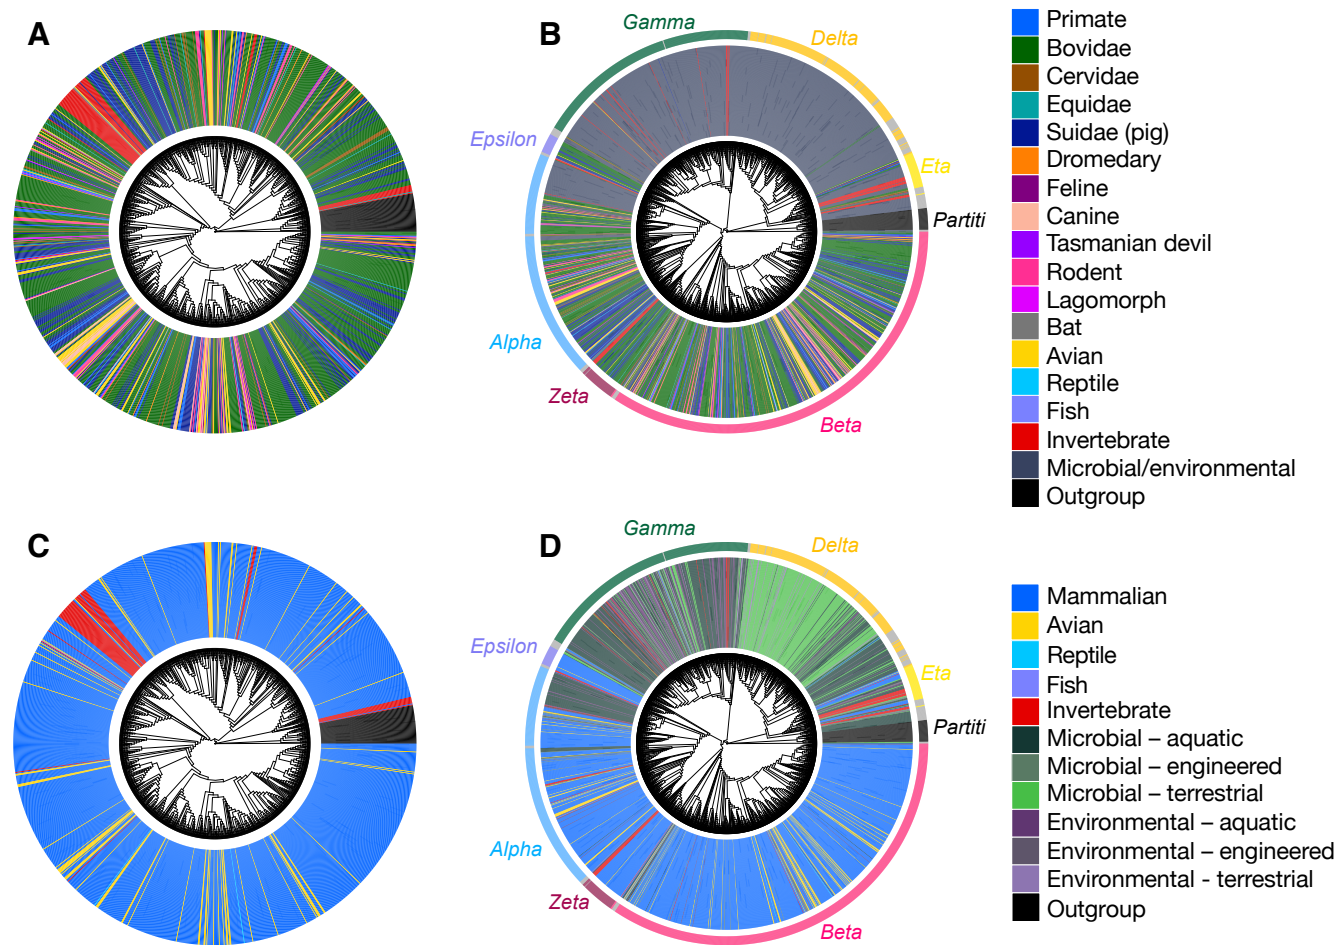 A
B
Gamma
Delta
Epsilon
Eta
Partiti
Alpha
Zeta
Beta
Primate
Bovidae
Cervidae
Equidae
Suidae (pig)
Dromedary
Feline
Canine
Tasmanian devil
Rodent
Lagomorph
Bat
Avian
Reptile
Fish
Invertebrate
Microbial/environmental
Outgroup
C
D
Gamma
Delta
Epsilon
Eta
Partiti
Alpha
Zeta
Beta
Mammalian
Avian
Reptile
Fish
Invertebrate
Microbial – aquatic
Microbial – engineered
Microbial – terrestrial
Environmental – aquatic
Environmental – engineered
Environmental - terrestrial
Outgroup